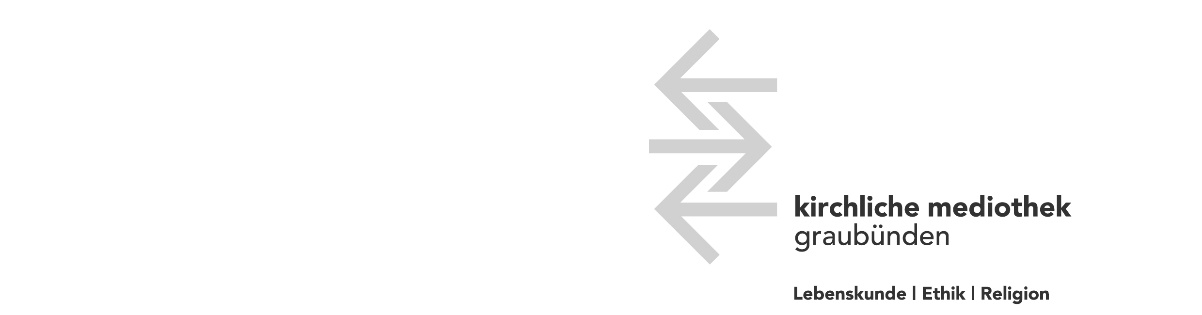 kirchliche mediothek
graubünden
Lebenskunde | Ethik | Religion